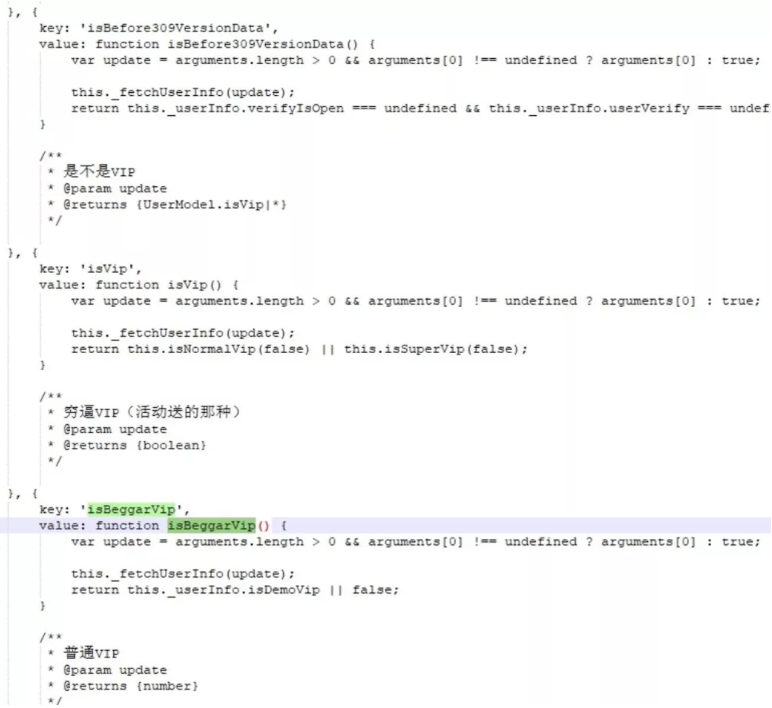 }, {
key: 'isBefore309VersionData',
value: function isBefore309VersionData() {
var update = arguments.length > 0 && arguments[0] !== undefined ? arguments[0] : true;
this._fetchUserInfo(update);
return this._userInfo.verifyIsOpen === undefined && this._userInfo.userVerify === undef
}
/**
* 是不是VIP
* @param update
* @returns {UserModel.isVip|*}
*/
}, {
key: 'isVip',
value: function isVip() {
var update = arguments.length > 0 && arguments[0] !== undefined ? arguments[0] : true;
this._fetchUserInfo(update);
return this.isNormalVip(false) || this.isSuperVip(false);
}
/**
* 穷逼VIP（活动送的那种）
* @param update
* @returns {boolean}
*/
}, {
key: 'isBeggarVip',
value: function isBeggarVip() {
var update = arguments.length > 0 && arguments[0] !== undefined ? arguments[0] : true;
this._fetchUserInfo(update);
return this._userInfo.isDemoVip || false;
}
/**
* 普通VIP
* @param update
* @returns {number}
*/